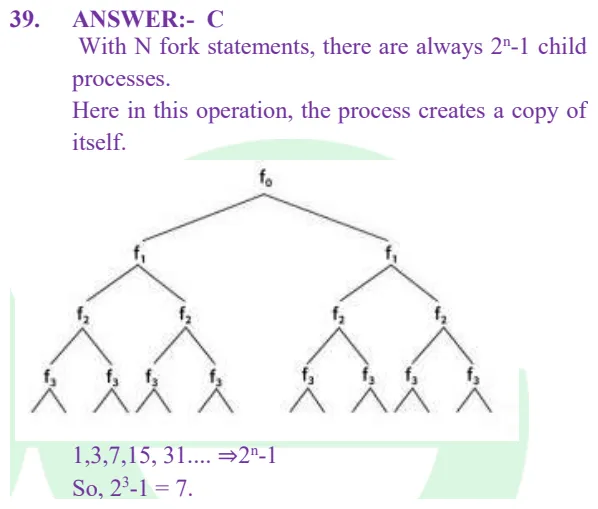 39. ANSWER:- C
With N fork statements, there are always 2ⁿ-1 child
processes.
Here in this operation, the process creates a copy of
itself.
f₀
f₁ f₁
f₂ f₂ f₂ f₂
f₃ f₃ f₃ f₃ f₃ f₃ f₃ f₃
1,3,7,15, 31.... ⇒2ⁿ-1
So, 2³-1 = 7.